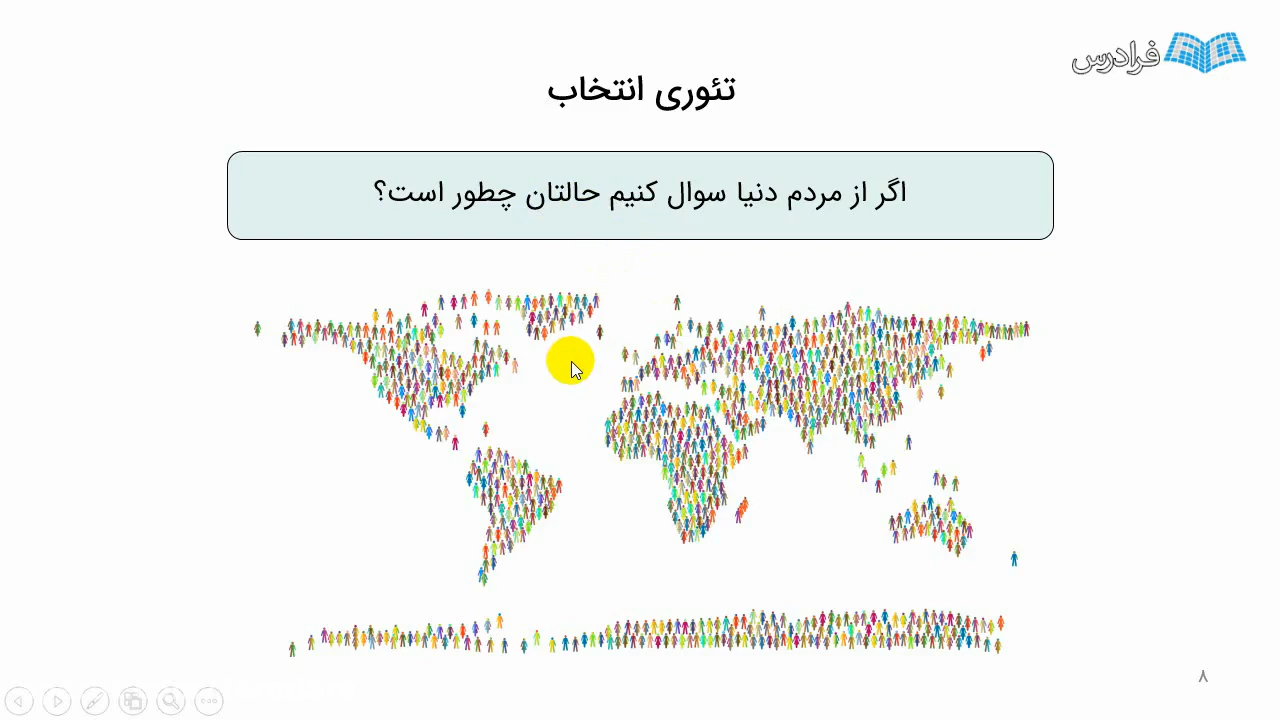 فرادرس
تئوری انتخاب
اگر از مردم دنیا سوال کنیم حالتان چطور است؟
۸